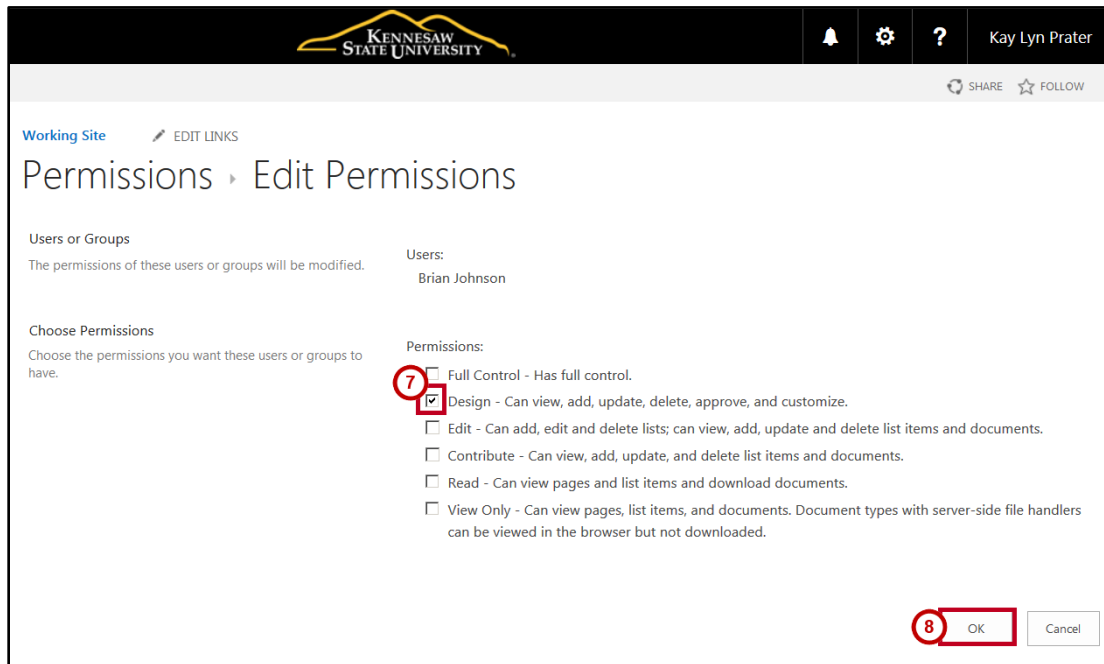 KENNESAW
STATE UNIVERSITY
? Kay Lyn Prater
SHARE FOLLOW
Working Site EDIT LINKS
Permissions Edit Permissions
Users or Groups
The permissions of these users or groups will be modified.
Users:
Brian Johnson
Choose Permissions
Choose the permissions you want these users or groups to
have.
Permissions:
Full Control - Has full control.
7
Design - Can view, add, update, delete, approve, and customize.
Edit - Can add, edit and delete lists; can view, add, update and delete list items and documents.
Contribute - Can view, add, update, and delete list items and documents.
Read - Can view pages and list items and download documents.
View Only - Can view pages, list items, and documents. Document types with server-side file handlers
can be viewed in the browser but not downloaded.
8 OK Cancel